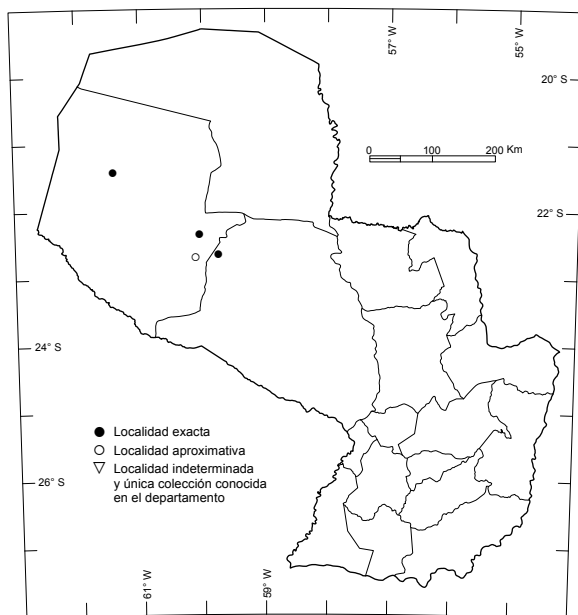 57° W
55° W
20° S
0 100 200 Km
22° S
24° S
Localidad exacta
Localidad aproximativa
Localidad indeterminada
y única colección conocida
en el departamento
26° S
61° W
59° W